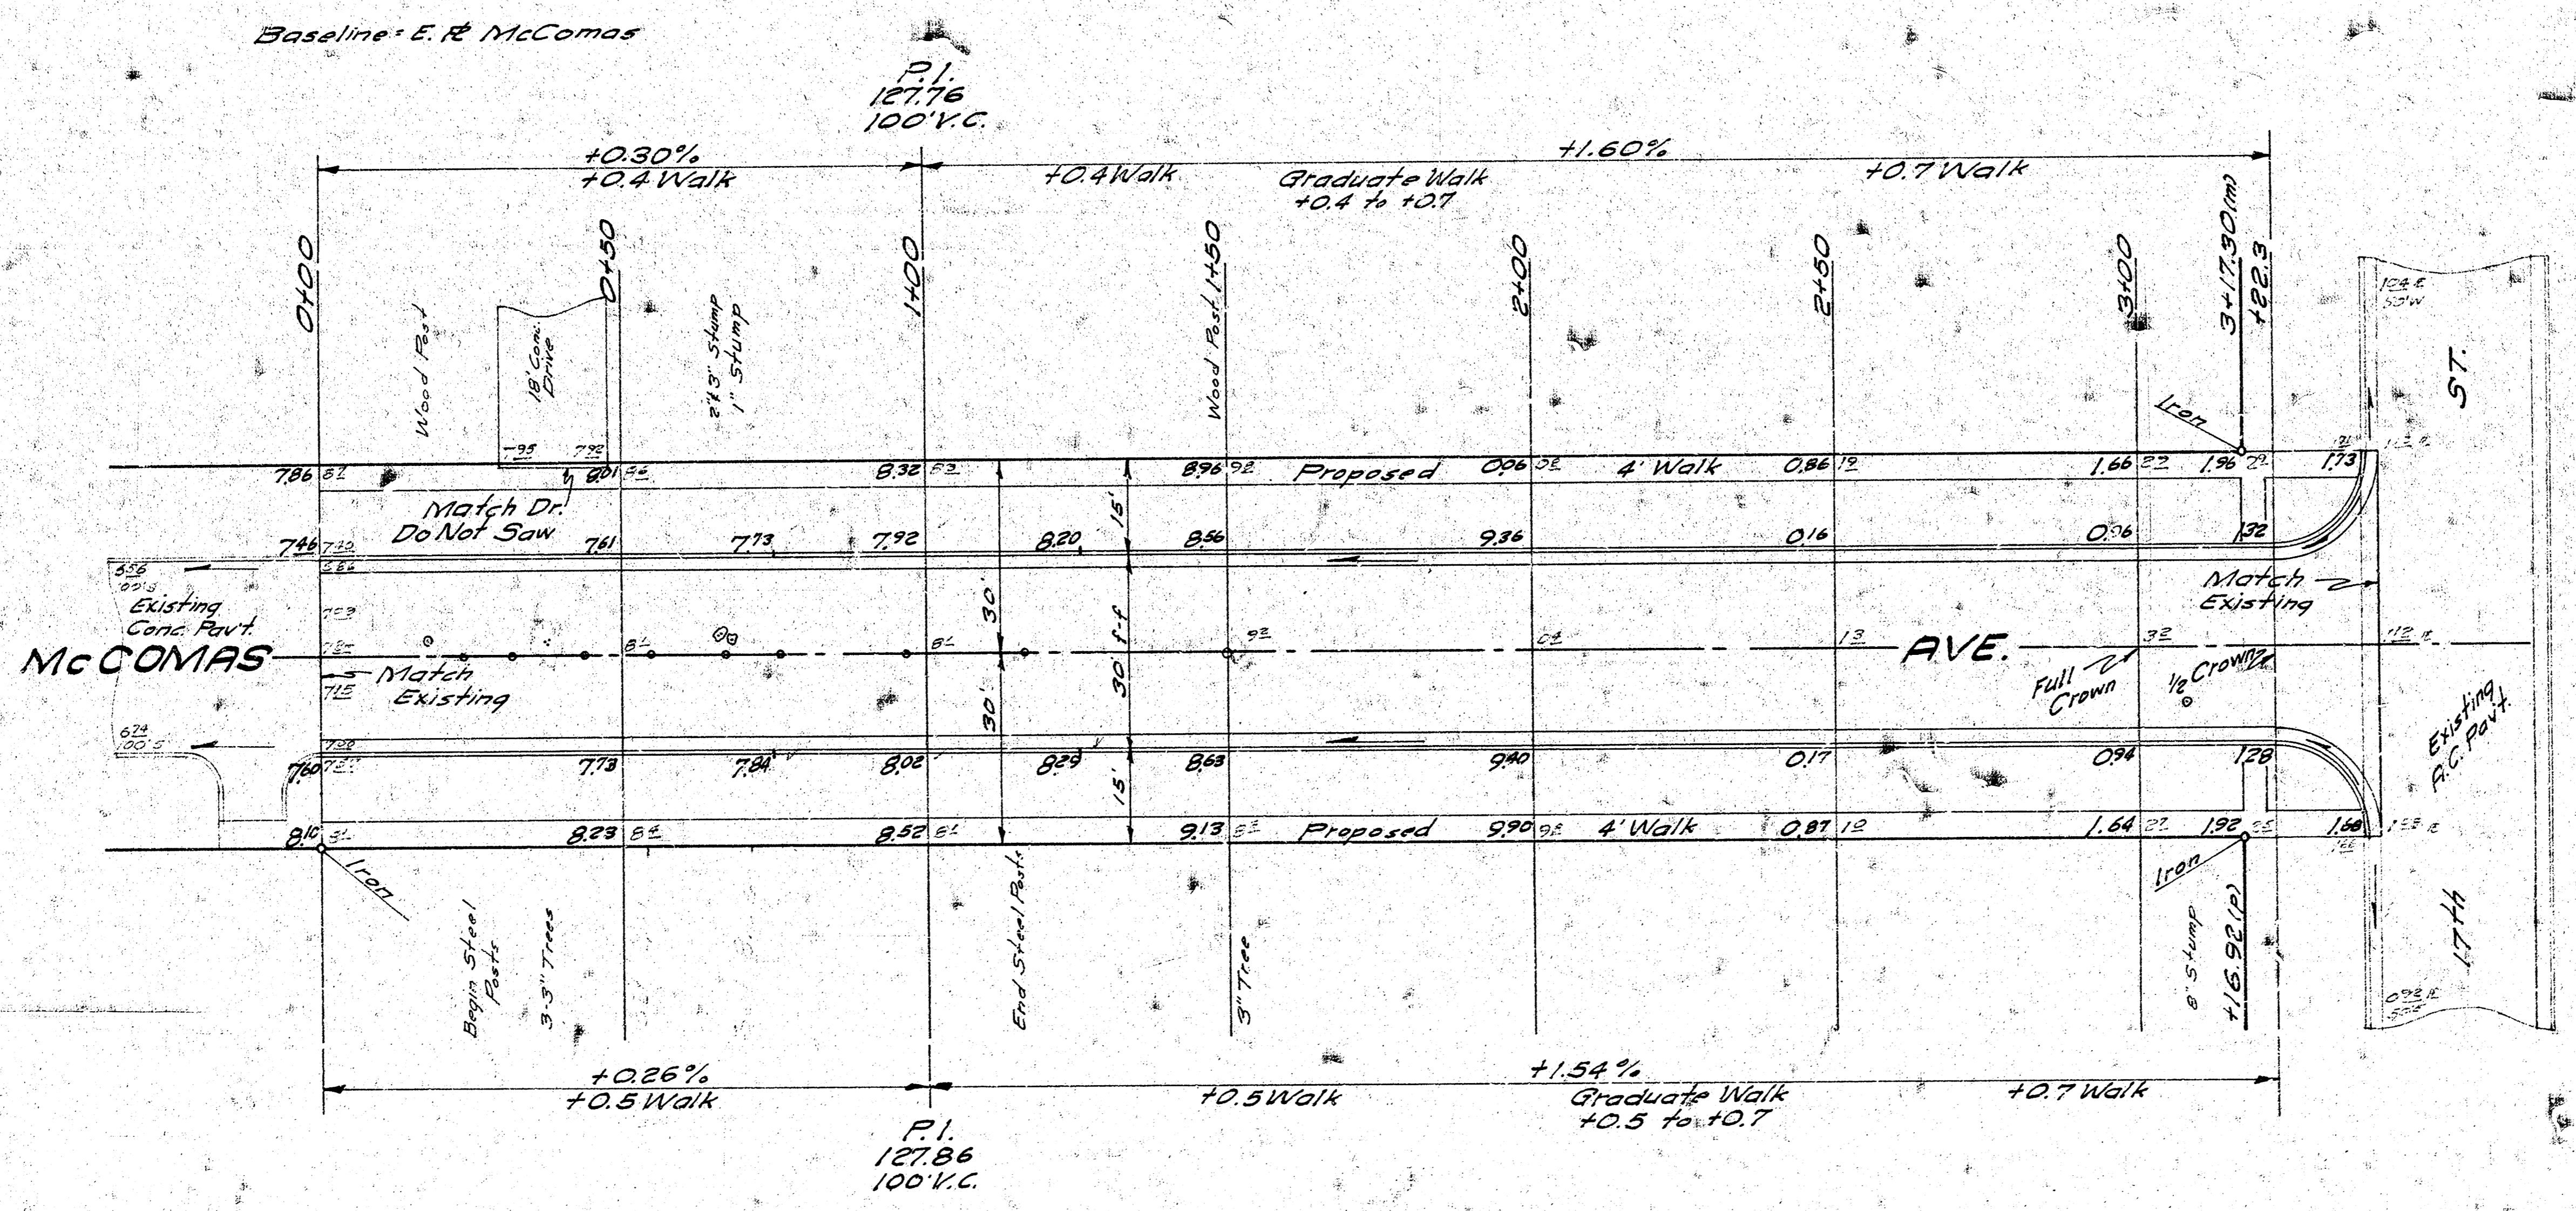 Baseline = E. ℞ McComas
P.I.
127.76
100' V.C.
+0.30%
+0.4 Walk
+1.60%
+0.4 Walk
Graduate Walk
+0.4 to +0.7
+0.7 Walk
0+00
Wood Post
18' Conc.
Drive
0+50
2"&3" Stump
1" Stump
1+00
Wood Post 1+50
2+00
2+50
3+00
3+17.30(m)
+22.3
ST.
Iron
7.95
7.86
8.01
8.32
8.96
Proposed
0.06
4' Walk
0.86
1.66
1.96
1.73
Match Dr.
Do Not Saw
15'
7.46
7.61
7.73
7.92
8.20
8.56
9.36
0.16
0.96
1.32
Match
Existing
Existing
Conc. Pav't.
30'
30' f-f
McCOMAS
AVE.
Match
Existing
30'
Full
Crown
1/2 Crown
Existing
A.C. Pav't.
7.60
7.73
7.84
8.02
8.29
8.63
9.40
0.17
0.94
1.28
15'
8.10
8.23
8.52
9.13
Proposed
9.90
4' Walk
0.87
1.64
1.92
1.68
Iron
Iron
Begin Steel
Posts
3-3" Trees
End Steel Posts
3" Tree
8" Stump
+16.92(P)
17th
+0.26%
+0.5 Walk
+1.54%
+0.5 Walk
Graduate Walk
+0.5 to +0.7
+0.7 Walk
P.I.
127.86
100' V.C.